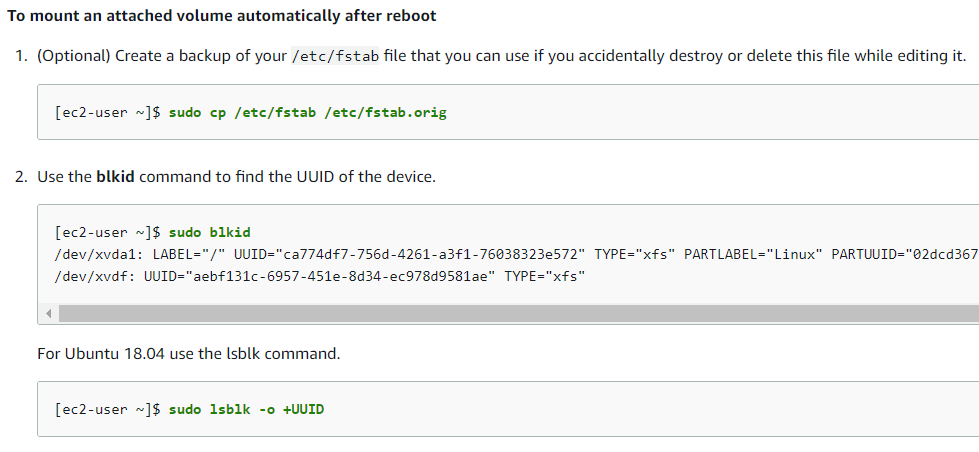 To mount an attached volume automatically after reboot
1. (Optional) Create a backup of your /etc/fstab file that you can use if you accidentally destroy or delete this file while editing it.
[ec2-user ~]$ sudo cp /etc/fstab /etc/fstab.orig
2. Use the blkid command to find the UUID of the device.
[ec2-user ~]$ sudo blkid
/dev/xvda1: LABEL="/" UUID="ca774df7-756d-4261-a3f1-76038323e572" TYPE="xfs" PARTLABEL="Linux" PARTUUID="02dcd367
/dev/xvdf: UUID="aebf131c-6957-451e-8d34-ec978d9581ae" TYPE="xfs"
For Ubuntu 18.04 use the lsblk command.
[ec2-user ~]$ sudo lsblk -o +UUID